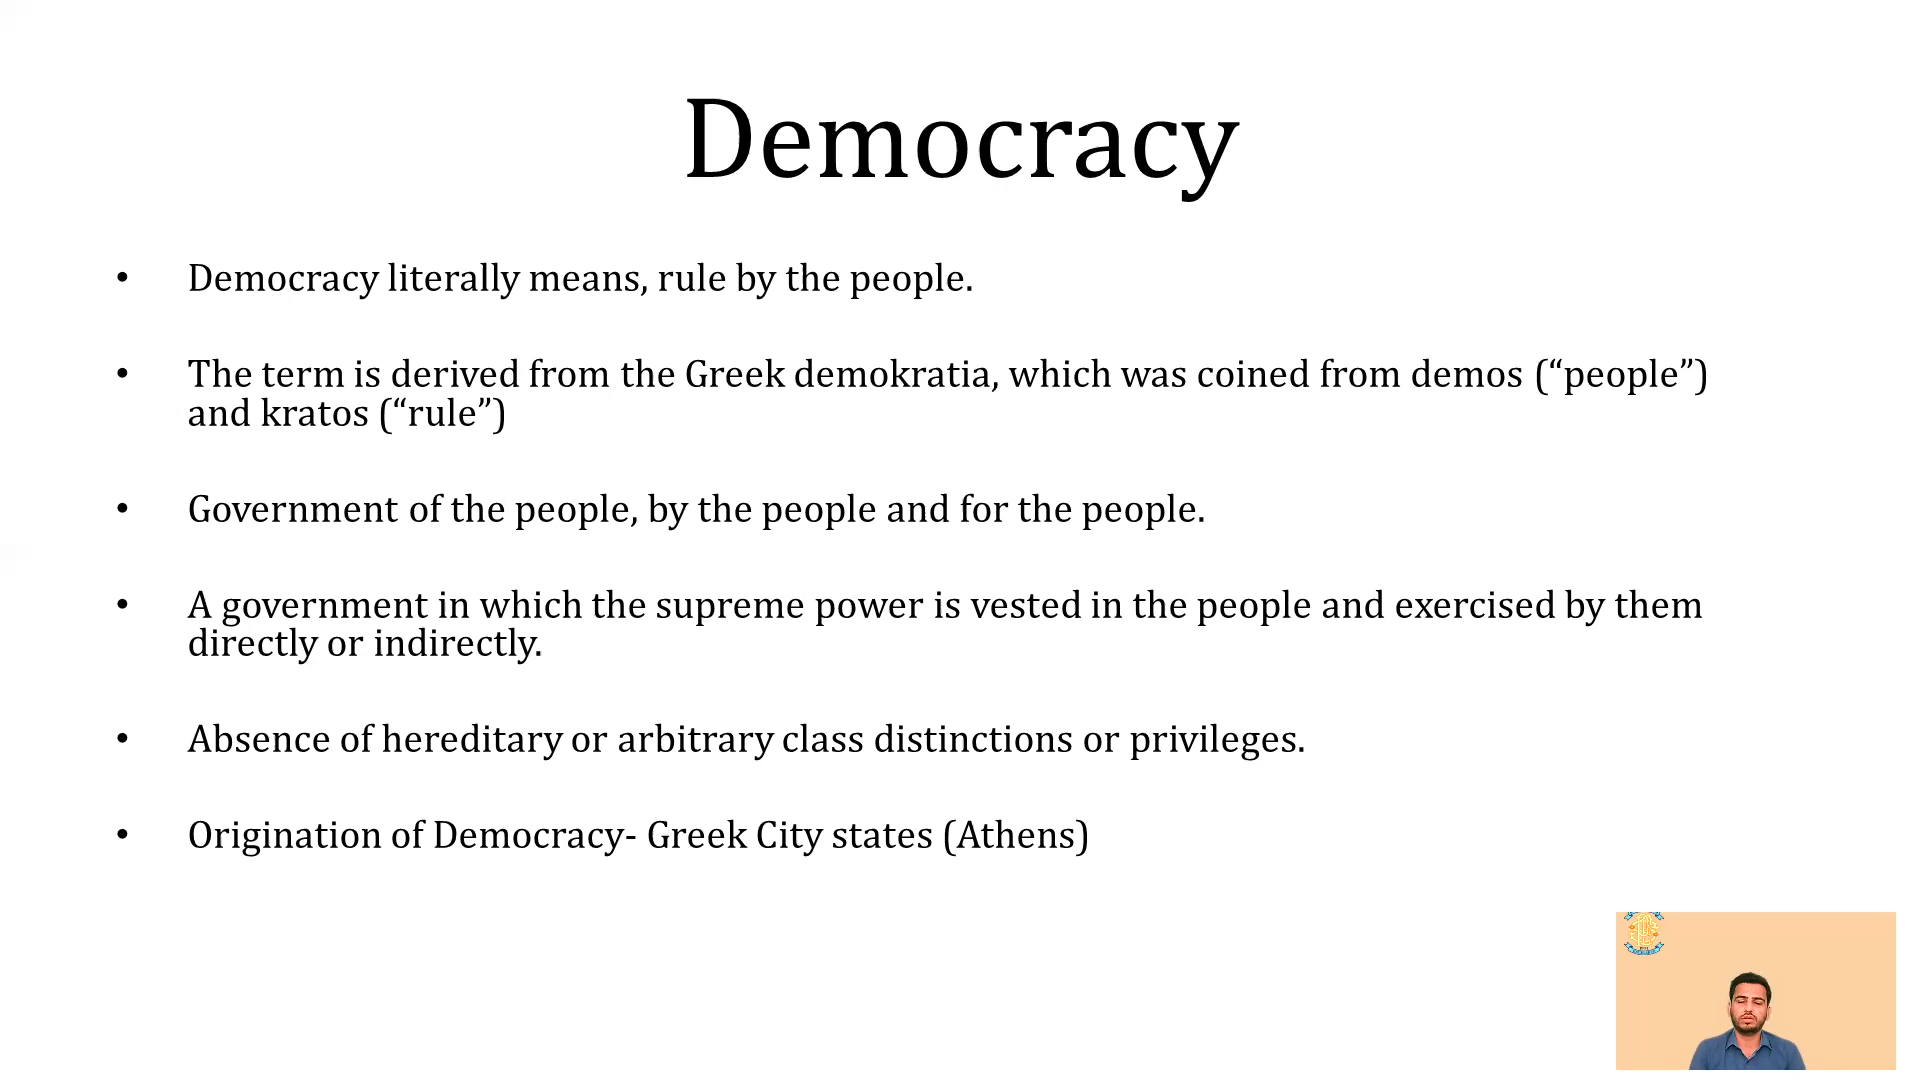 Democracy
• Democracy literally means, rule by the people.
• The term is derived from the Greek demokratia, which was coined from demos (“people”)
and kratos (“rule”)
• Government of the people, by the people and for the people.
• A government in which the supreme power is vested in the people and exercised by them
directly or indirectly.
• Absence of hereditary or arbitrary class distinctions or privileges.
• Origination of Democracy- Greek City states (Athens)